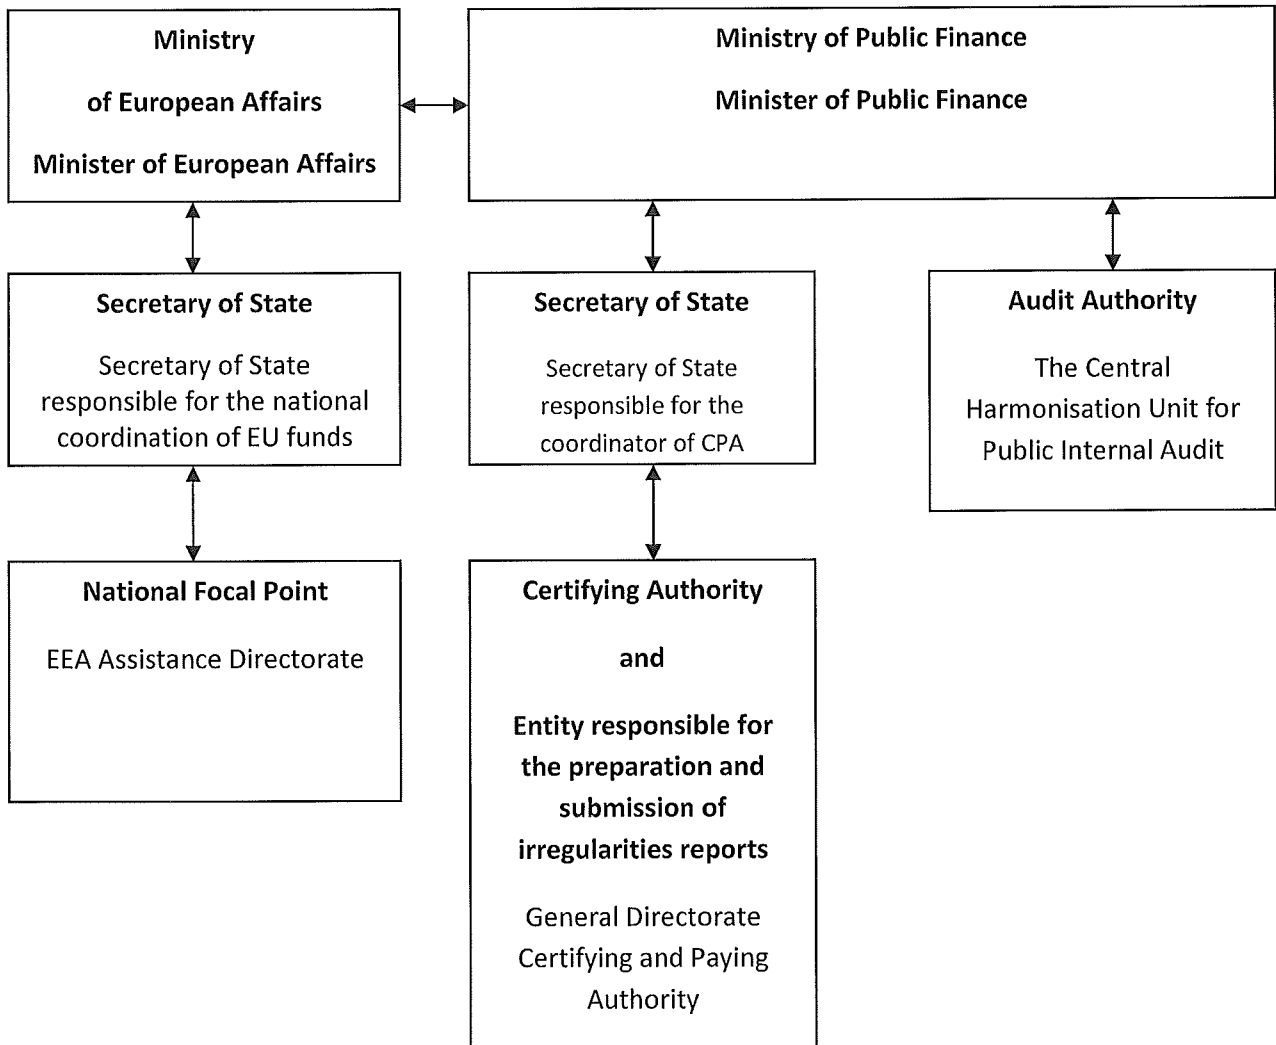 Ministry
of European Affairs
Minister of European Affairs
Ministry of Public Finance
Minister of Public Finance
Secretary of State
Secretary of State
responsible for the national
coordination of EU funds
Secretary of State
Secretary of State
responsible for the
coordinator of CPA
Audit Authority
The Central
Harmonisation Unit for
Public Internal Audit
National Focal Point
EEA Assistance Directorate
Certifying Authority
and
Entity responsible for
the preparation and
submission of
irregularities reports
General Directorate
Certifying and Paying
Authority